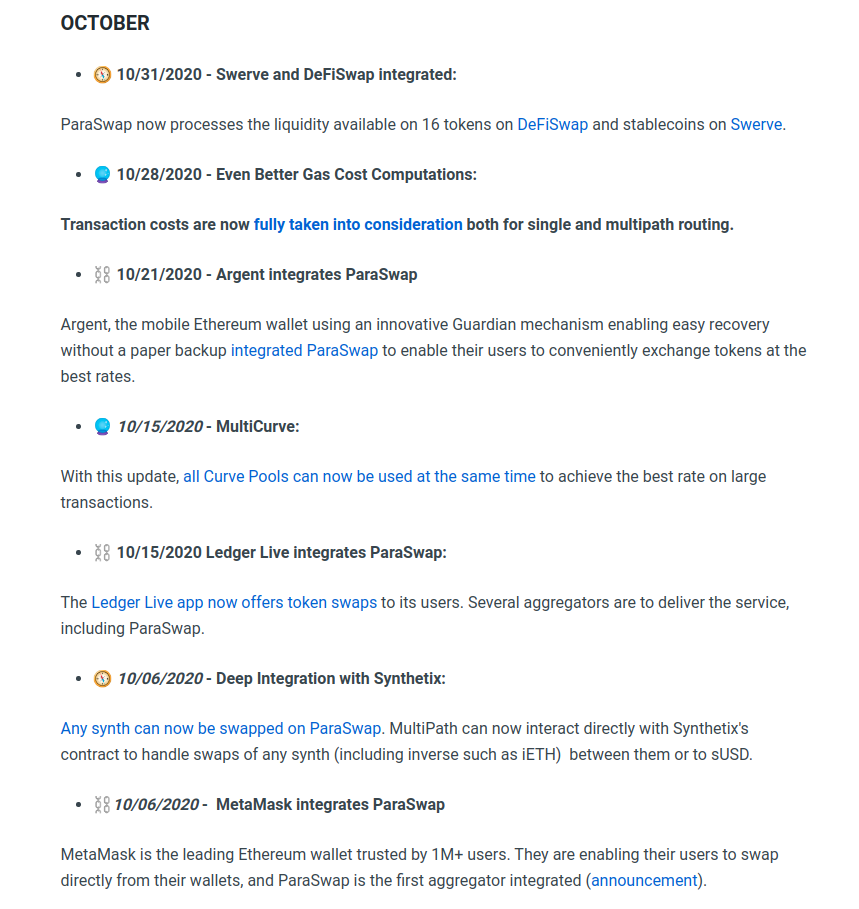 OCTOBER
• 🧭 10/31/2020 - Swerve and DeFiSwap integrated:
ParaSwap now processes the liquidity available on 16 tokens on DeFiSwap and stablecoins on Swerve.
• 🔮 10/28/2020 - Even Better Gas Cost Computations:
Transaction costs are now fully taken into consideration both for single and multipath routing.
• ⛓ 10/21/2020 - Argent integrates ParaSwap
Argent, the mobile Ethereum wallet using an innovative Guardian mechanism enabling easy recovery
without a paper backup integrated ParaSwap to enable their users to conveniently exchange tokens at the
best rates.
• 🔮 10/15/2020 - MultiCurve:
With this update, all Curve Pools can now be used at the same time to achieve the best rate on large
transactions.
• ⛓ 10/15/2020 Ledger Live integrates ParaSwap:
The Ledger Live app now offers token swaps to its users. Several aggregators are to deliver the service,
including ParaSwap.
• 🧭 10/06/2020 - Deep Integration with Synthetix:
Any synth can now be swapped on ParaSwap. MultiPath can now interact directly with Synthetix's
contract to handle swaps of any synth (including inverse such as iETH)  between them or to sUSD.
• ⛓ 10/06/2020 -  MetaMask integrates ParaSwap
MetaMask is the leading Ethereum wallet trusted by 1M+ users. They are enabling their users to swap
directly from their wallets, and ParaSwap is the first aggregator integrated (announcement).